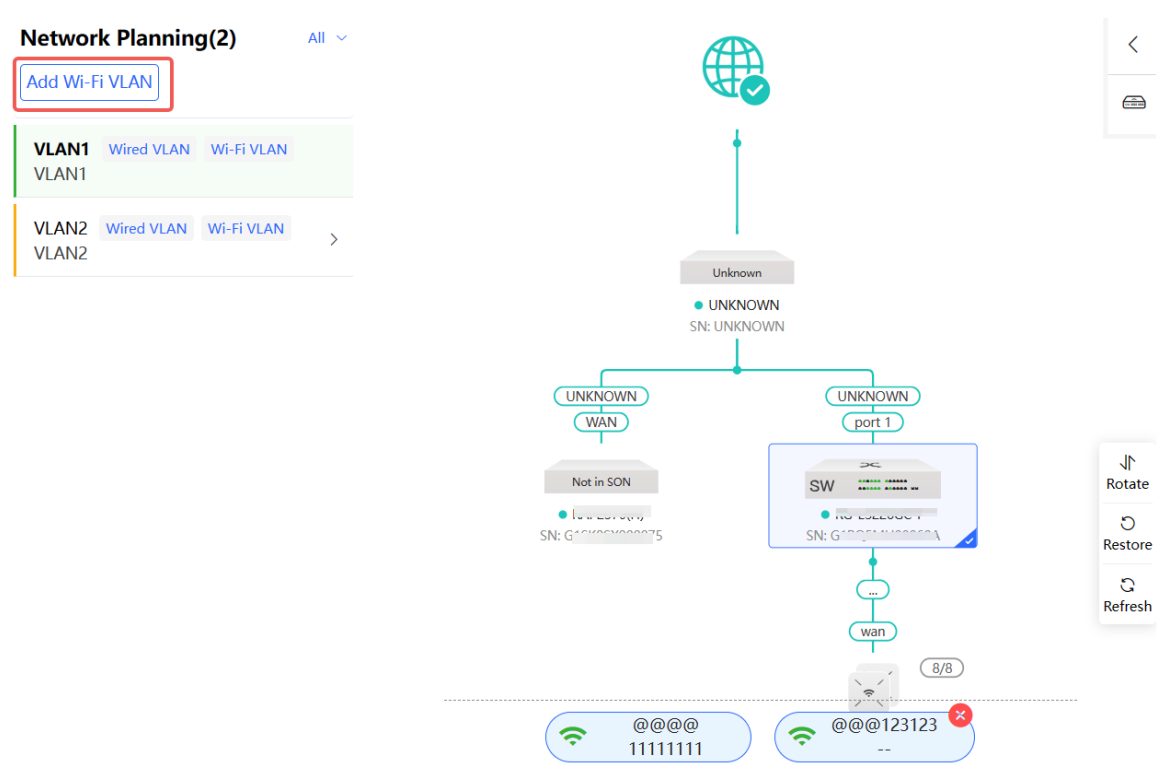 Network Planning(2)
All
Add Wi-Fi VLAN
VLAN1 Wired VLAN Wi-Fi VLAN
VLAN1
VLAN2 Wired VLAN Wi-Fi VLAN
VLAN2
Unknown
UNKNOWN
SN: UNKNOWN
UNKNOWN
WAN
UNKNOWN
port 1
Not in SON
SN:
SW
SN:
...
wan
8/8
@@@@
11111111
@@@123123
--
Rotate
Restore
Refresh